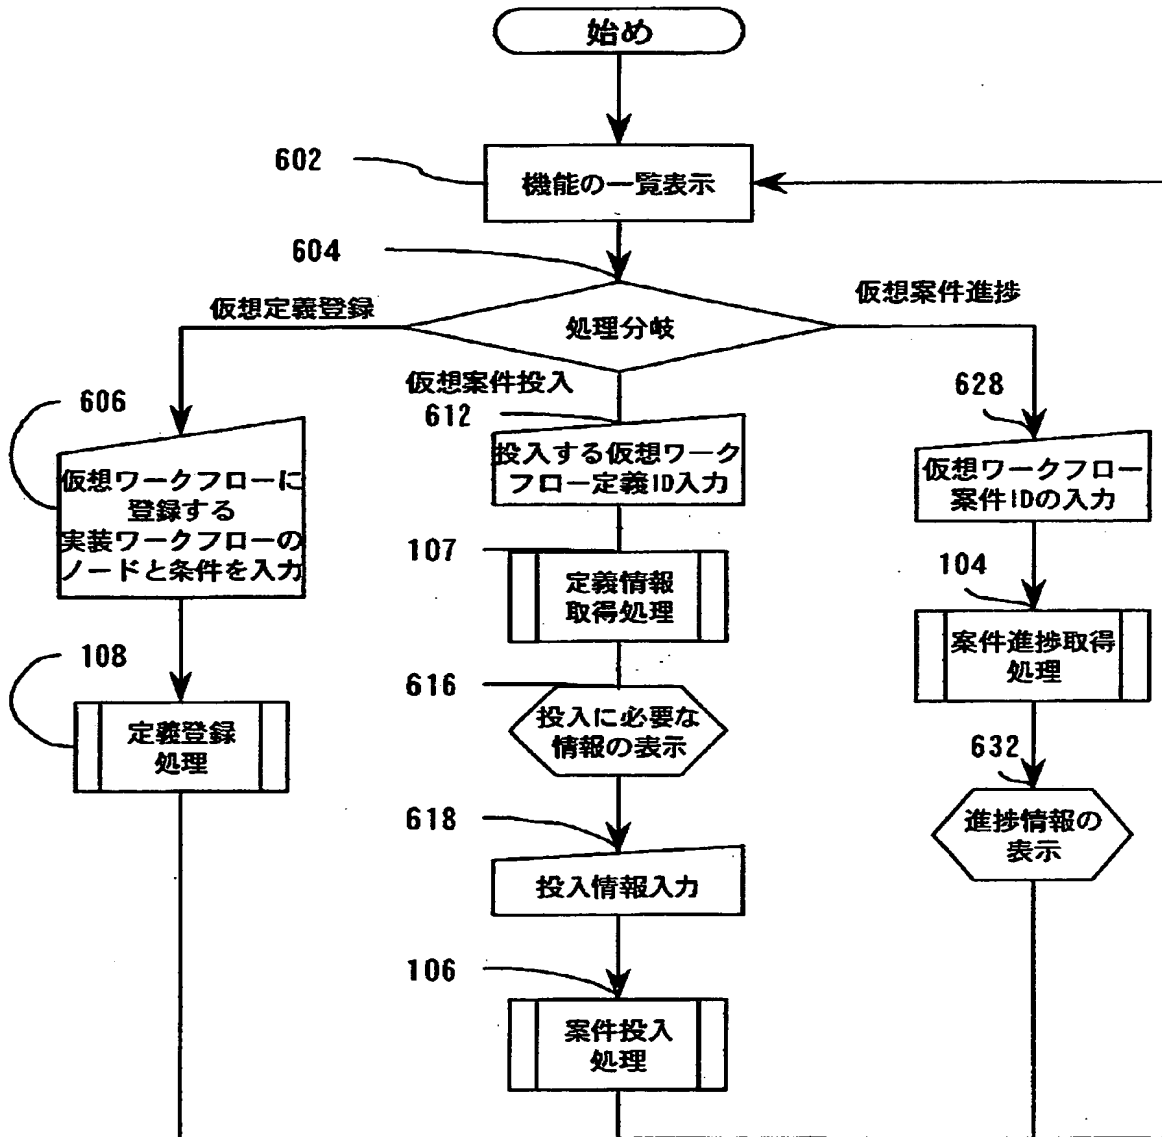 始め
602
機能の一覧表示
604
仮想定義登録
処理分岐
仮想案件進捗
仮想案件投入
606
仮想ワークフローに
登録する
実装ワークフローの
ノードと条件を入力
108
定義登録
処理
612
投入する仮想ワーク
フロー定義ID入力
107
定義情報
取得処理
616
投入に必要な
情報の表示
618
投入情報入力
106
案件投入
処理
628
仮想ワークフロー
案件IDの入力
104
案件進捗取得
処理
632
進捗情報の
表示